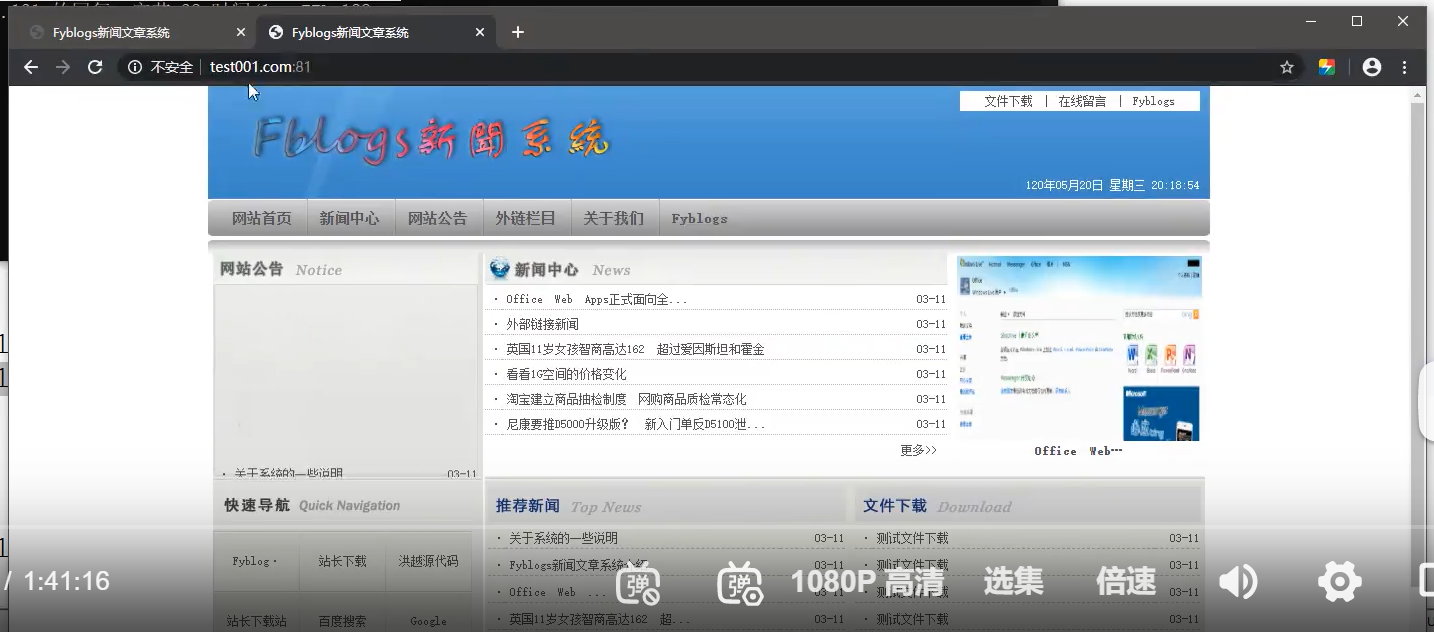 Fyblogs新闻文章系统
Fyblogs新闻文章系统
不安全 test001.com:81
文件下载 | 在线留言 | Fyblogs
Fblogs新聞系統
120年05月20日 星期三 20:18:54
网站首页 新闻中心 网站公告 外链栏目 关于我们 Fyblogs
网站公告 Notice
· 关于系统的一些说明 03-11
新闻中心 News
· Office Web Apps正式面向全... 03-11
· 外部链接新闻 03-11
· 英国11岁女孩智商高达162 超过爱因斯坦和霍金 03-11
· 看看1G空间的价格变化 03-11
· 淘宝建立商品抽检制度 网购商品质检常态化 03-11
· 尼康要推D5000升级版? 新入门单反D5100泄... 03-11
更多>>
Office Web…
快速导航 Quick Navigation
Fyblog· 站长下载 洪越源代码
站长下载站 百度搜索 Google
推荐新闻 Top News
· 关于系统的一些说明 03-11
· Fyblogs新闻文章系统
· Office Web ... 03-11
· 英国11岁女孩智商高达162 超... 03-11
文件下载 Download
· 测试文件下载 03-11
· 测试文件下载 03-11
· 测试文件下载 03-11
· 测试文件下载 03-11
/ 1:41:16 弹 弹 1080P 高清 选集 倍速